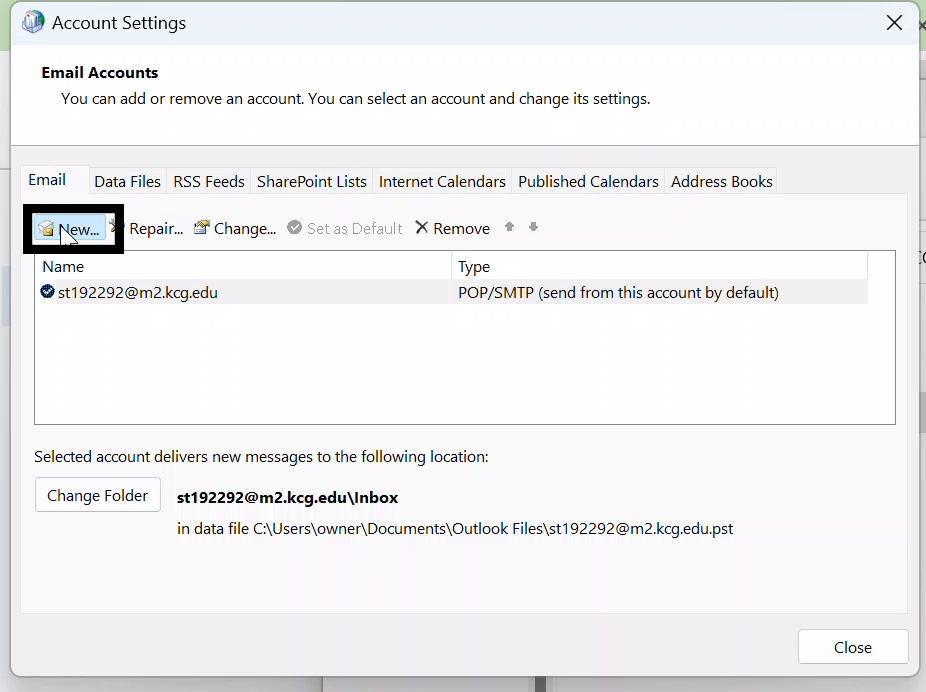 Account Settings
Email Accounts
You can add or remove an account. You can select an account and change its settings.
Email Data Files RSS Feeds SharePoint Lists Internet Calendars Published Calendars Address Books
New... Repair... Change... Set as Default Remove
Name Type
st192292@m2.kcg.edu POP/SMTP (send from this account by default)
Selected account delivers new messages to the following location:
Change Folder st192292@m2.kcg.edu\Inbox
in data file C:\Users\owner\Documents\Outlook Files\st192292@m2.kcg.edu.pst
Close